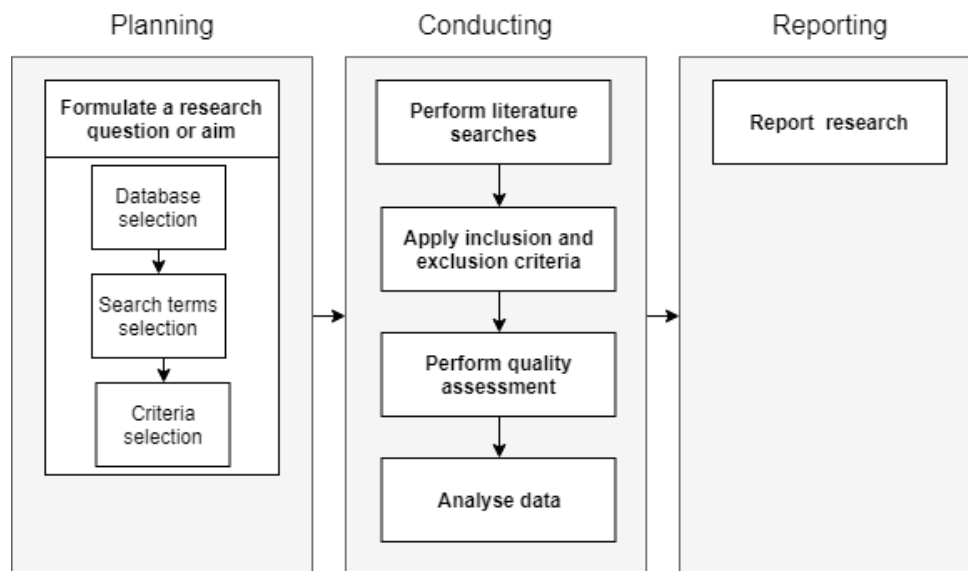 Planning
Formulate a research
question or aim
Database
selection
Search terms
selection
Criteria
selection
Conducting
Perform literature
searches
Apply inclusion and
exclusion criteria
Perform quality
assessment
Analyse data
Reporting
Report research